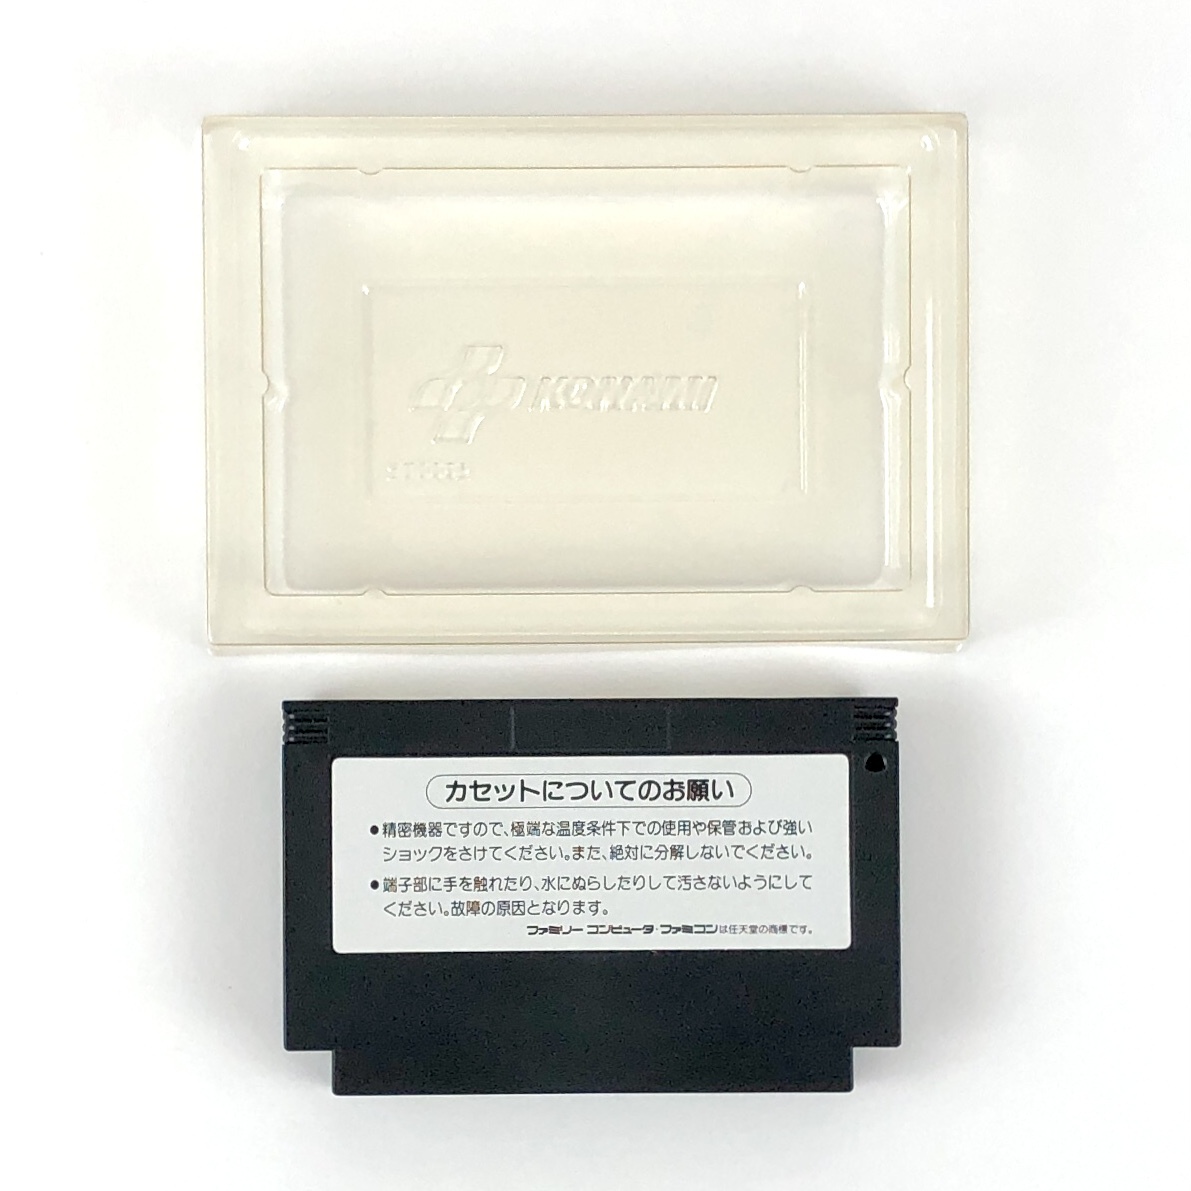 KONAMI
カセットについてのお願い
●精密機器ですので、極端な温度条件下での使用や保管および強い
ショックをさけてください。また、絶対に分解しないでください。
●端子部に手を触れたり、水にぬらしたりして汚さないようにして
ください。故障の原因となります。
ファミリー コンピュータ・ファミコンは任天堂の商標です。